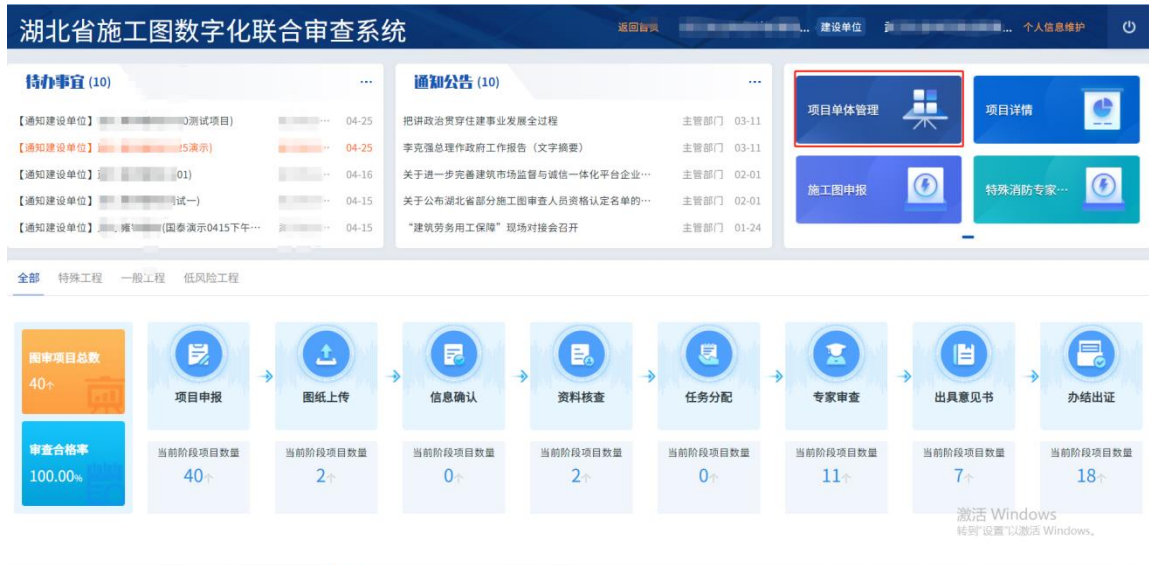 湖北省施工图数字化联合审查系统
返回首页 ... 建设单位 ... 个人信息维护
待办事宜 (10) ...
【通知建设单位】 0测试项目) ... 04-25
【通知建设单位】 25演示) ... 04-25
【通知建设单位】 01) ... 04-16
【通知建设单位】 测试一) ... 04-15
【通知建设单位】 (国泰演示0415下午... ... 04-15
通知公告 (10) ...
把讲政治贯穿住建事业发展全过程 主管部门 03-11
李克强总理作政府工作报告（文字摘要） 主管部门 03-11
关于进一步完善建筑市场监督与诚信一体化平台企业... 主管部门 02-01
关于公布湖北省部分施工图审查人员资格认定名单的... 主管部门 02-01
“建筑劳务用工保障”现场对接会召开 主管部门 01-24
项目单体管理
项目详情
施工图申报
特殊消防专家...
全部 特殊工程 一般工程 低风险工程
图审项目总数
40个
审查合格率
100.00%
项目申报
图纸上传
信息确认
资料核查
任务分配
专家审查
出具意见书
办结出证
当前阶段项目数量
40个
当前阶段项目数量
2个
当前阶段项目数量
0个
当前阶段项目数量
2个
当前阶段项目数量
0个
当前阶段项目数量
11个
当前阶段项目数量
7个
当前阶段项目数量
18个
激活 Windows
转到“设置”以激活 Windows。